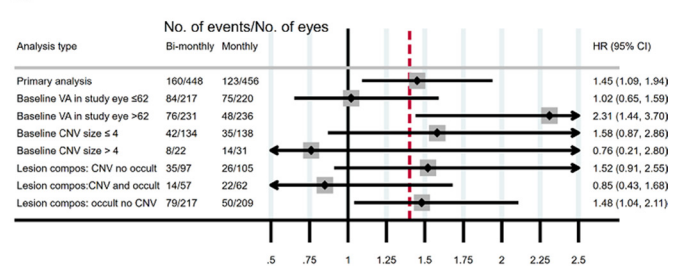 No. of events/No. of eyes
Analysis type Bi-monthly Monthly HR (95% CI)
Primary analysis 160/448 123/456 1.45 (1.09, 1.94)
Baseline VA in study eye ≤62 84/217 75/220 1.02 (0.65, 1.59)
Baseline VA in study eye >62 76/231 48/236 2.31 (1.44, 3.70)
Baseline CNV size ≤ 4 42/134 35/138 1.58 (0.87, 2.86)
Baseline CNV size > 4 8/22 14/31 0.76 (0.21, 2.80)
Lesion compos: CNV no occult 35/97 26/105 1.52 (0.91, 2.55)
Lesion compos:CNV and occult 14/57 22/62 0.85 (0.43, 1.68)
Lesion compos: occult no CNV 79/217 50/209 1.48 (1.04, 2.11)
.5 .75 1 1.25 1.5 1.75 2 2.25 2.5